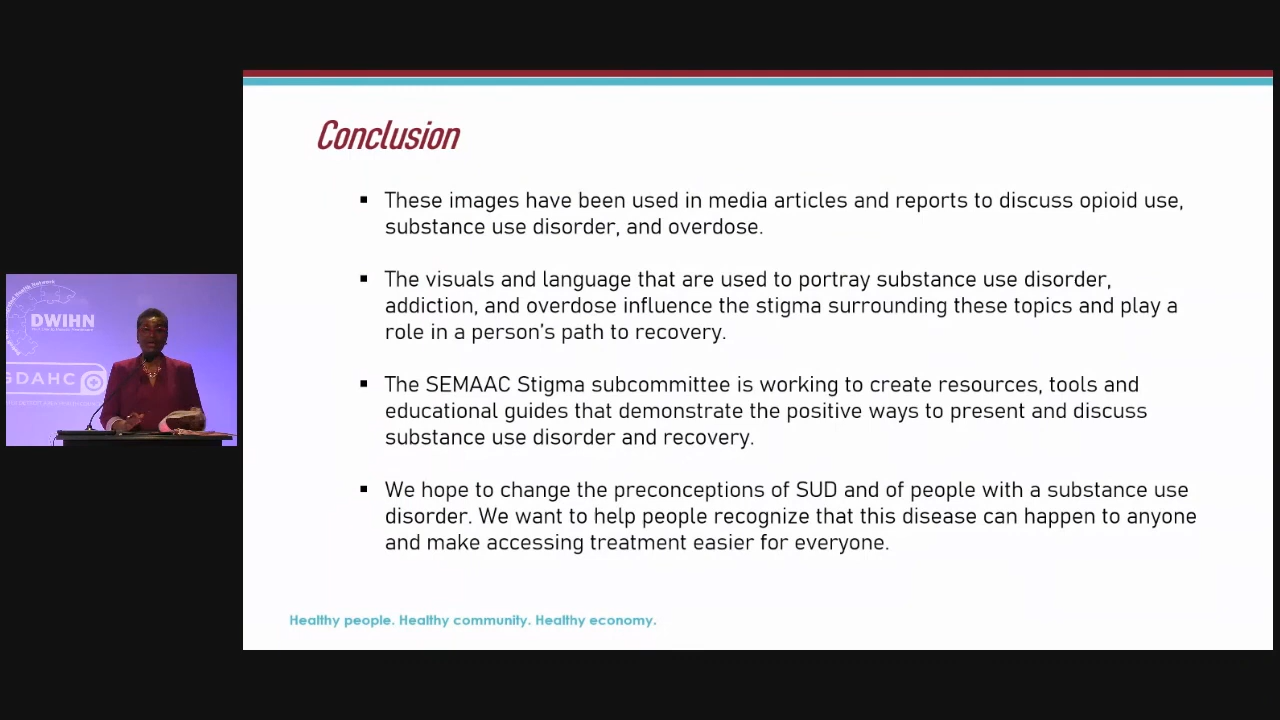 Conclusion
▪ These images have been used in media articles and reports to discuss opioid use,
substance use disorder, and overdose.
▪ The visuals and language that are used to portray substance use disorder,
addiction, and overdose influence the stigma surrounding these topics and play a
role in a person's path to recovery.
▪ The SEMAAC Stigma subcommittee is working to create resources, tools and
educational guides that demonstrate the positive ways to present and discuss
substance use disorder and recovery.
▪ We hope to change the preconceptions of SUD and of people with a substance use
disorder. We want to help people recognize that this disease can happen to anyone
and make accessing treatment easier for everyone.
Healthy people. Healthy community. Healthy economy.
DWIHN
GDAHC